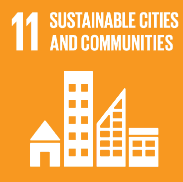 11 SUSTAINABLE CITIES
AND COMMUNITIES